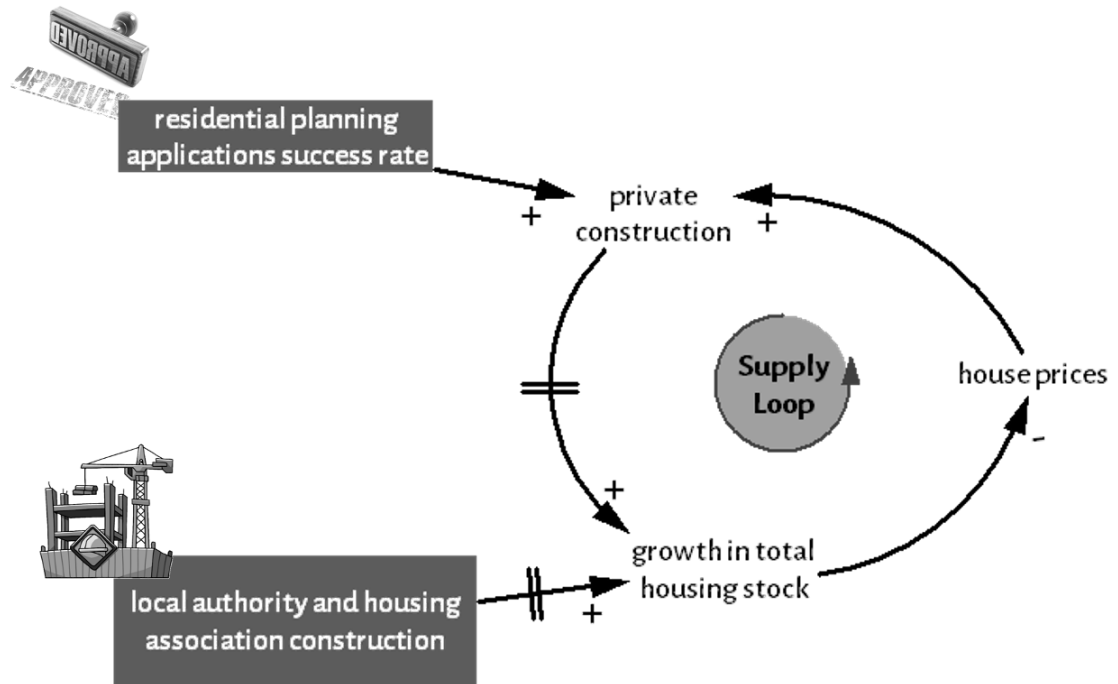 APPROVED
APPROVED
residential planning
applications success rate
+
private
construction
+
Supply
Loop
house prices
-
+
growth in total
housing stock
+
local authority and housing
association construction